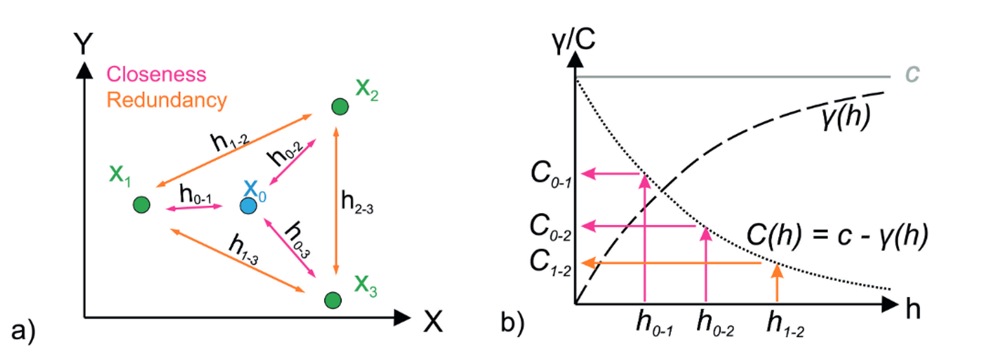 Y
Closeness
Redundancy
x₂
h₁₋₂
h₀₋₂
x₁
h₀₋₁
x₀
h₂₋₃
h₀₋₃
h₁₋₃
x₃
X
a)
γ/C
c
γ(h)
C₀₋₁
C₀₋₂
C(h) = c - γ(h)
C₁₋₂
h
h₀₋₁
h₀₋₂
h₁₋₂
b)